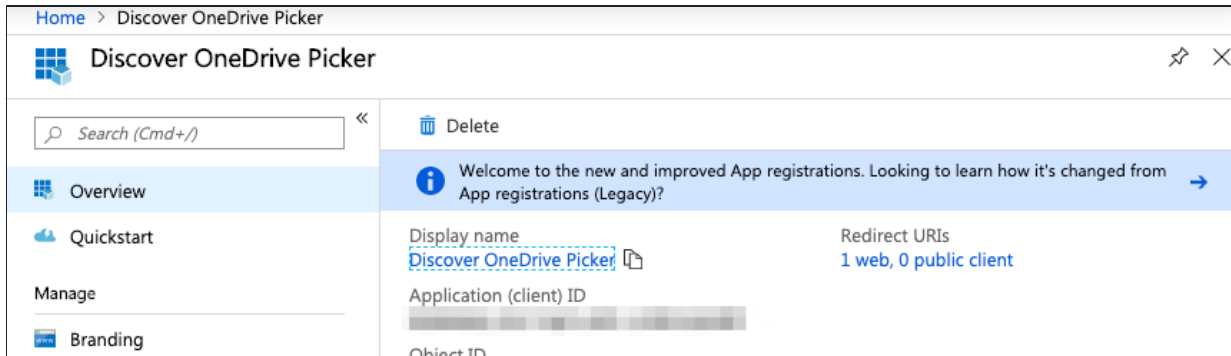 Home > Discover OneDrive Picker
Discover OneDrive Picker
Search (Cmd+/)
«
Overview
Quickstart
Manage
Branding
Delete
Welcome to the new and improved App registrations. Looking to learn how it's changed from
App registrations (Legacy)?
Display name
Discover OneDrive Picker
Application (client) ID
Object ID
Redirect URIs
1 web, 0 public client